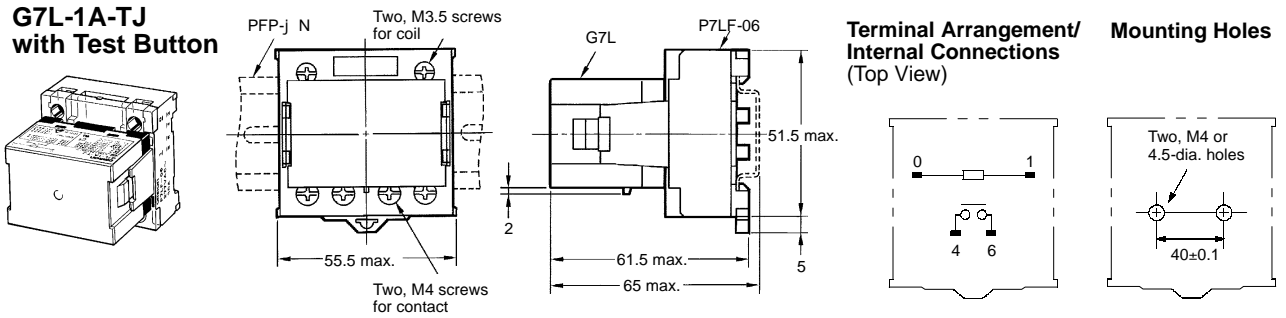 G7L-1A-TJ
with Test Button
PFP-j N
Two, M3.5 screws
for coil
55.5 max.
2
Two, M4 screws
for contact
G7L
P7LF-06
51.5 max.
61.5 max.
5
65 max.
Terminal Arrangement/
Internal Connections
(Top View)
0 1
4 6
Mounting Holes
Two, M4 or
4.5-dia. holes
40±0.1